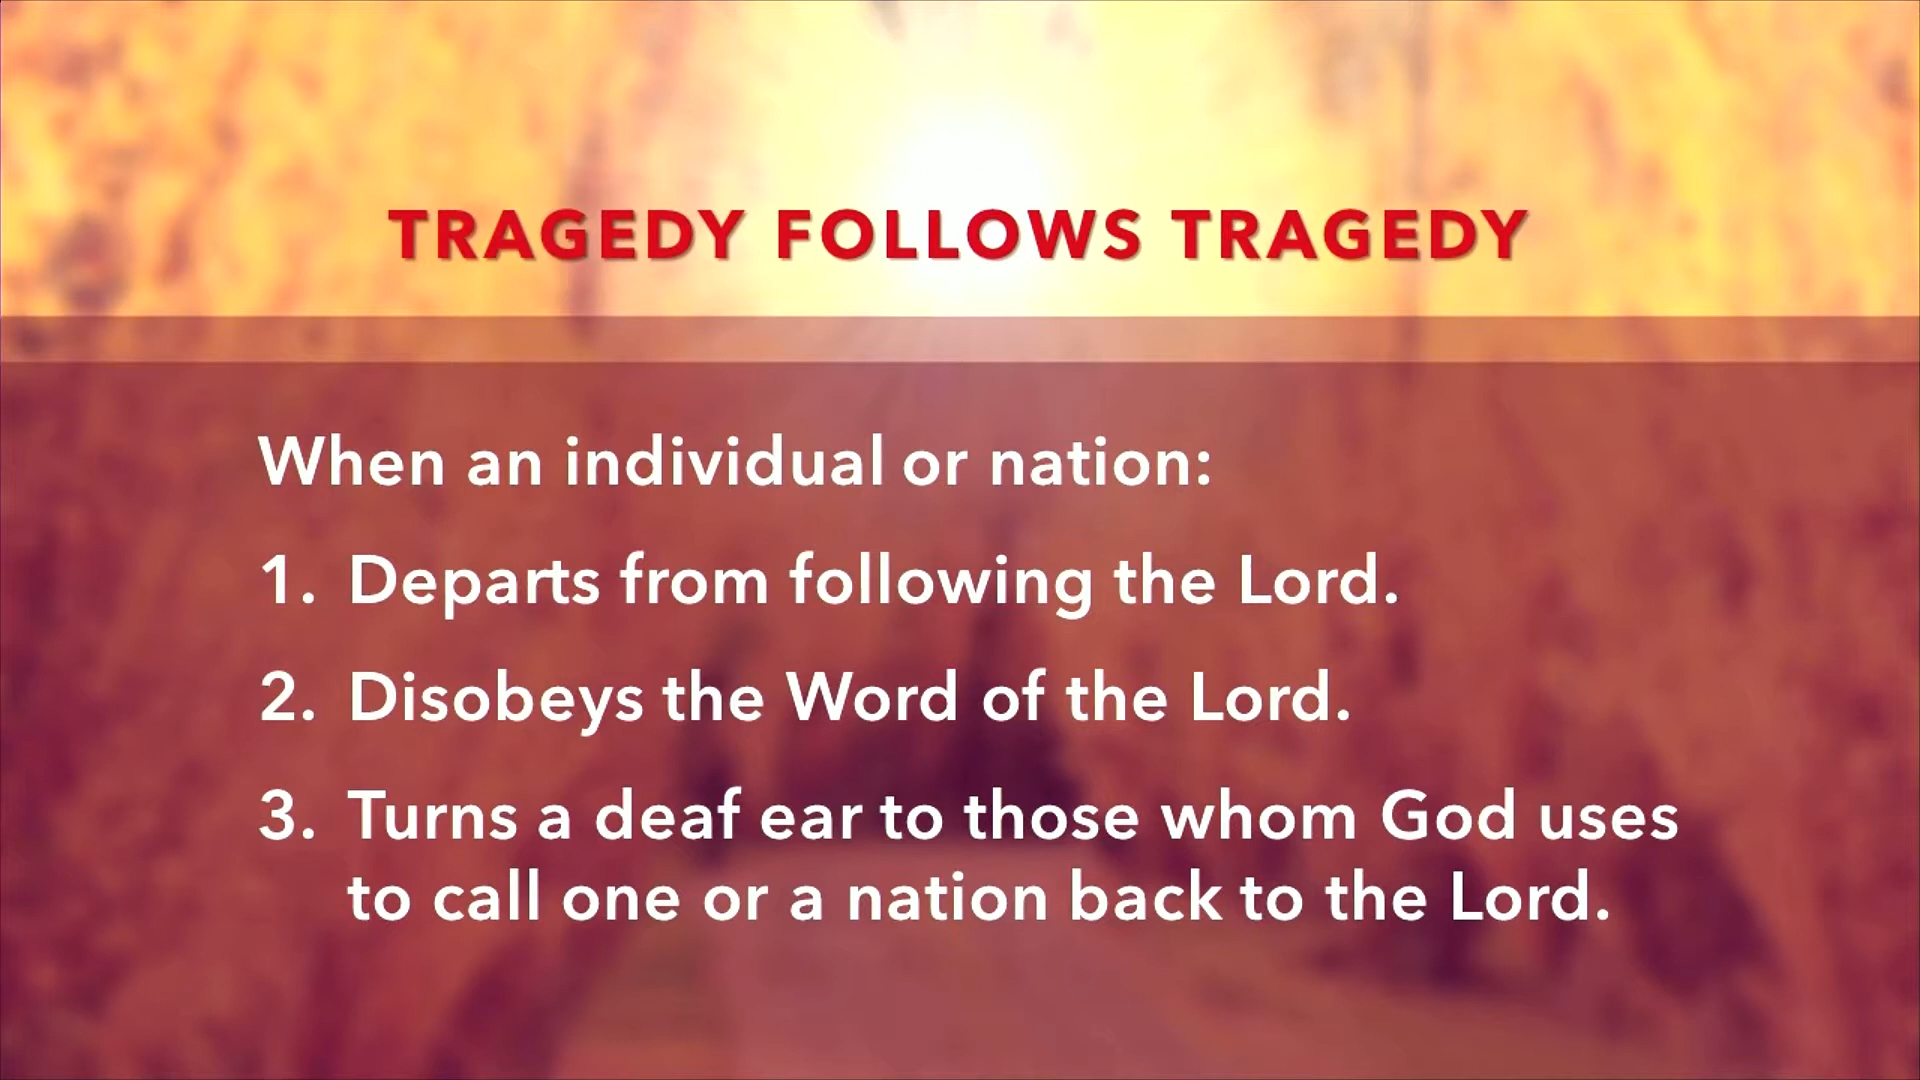 TRAGEDY FOLLOWS TRAGEDY
When an individual or nation:
1. Departs from following the Lord.
2. Disobeys the Word of the Lord.
3. Turns a deaf ear to those whom God uses
to call one or a nation back to the Lord.